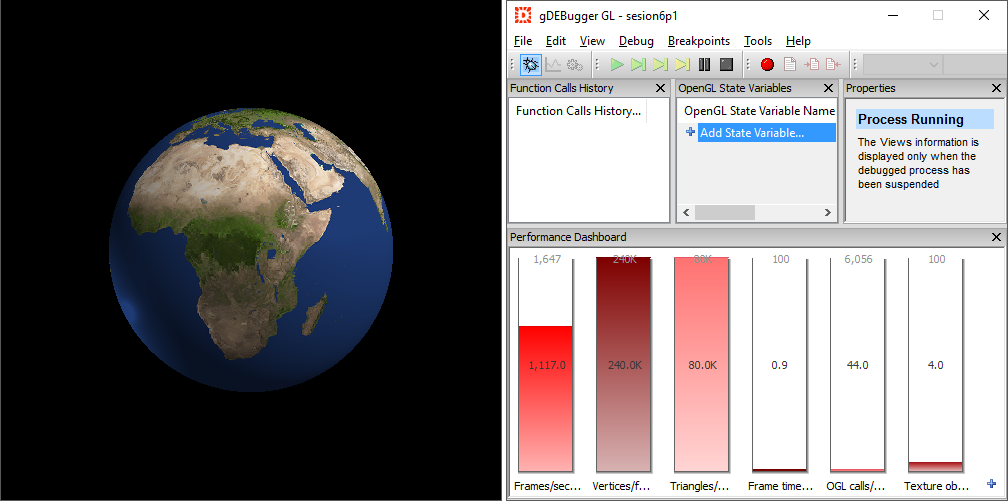 gDEBugger GL - sesion6p1
File Edit View Debug Breakpoints Tools Help
Function Calls History
Function Calls History...
OpenGL State Variables
OpenGL State Variable Name
Add State Variable...
Properties
Process Running
The Views information is
displayed only when the
debugged process has
been suspended
Performance Dashboard
1,647 240K 80K 100 6,056 100
1,117.0 240.0K 80.0K 0.9 44.0 4.0
Frames/sec... Vertices/f... Triangles/... Frame time... OGL calls/... Texture ob...